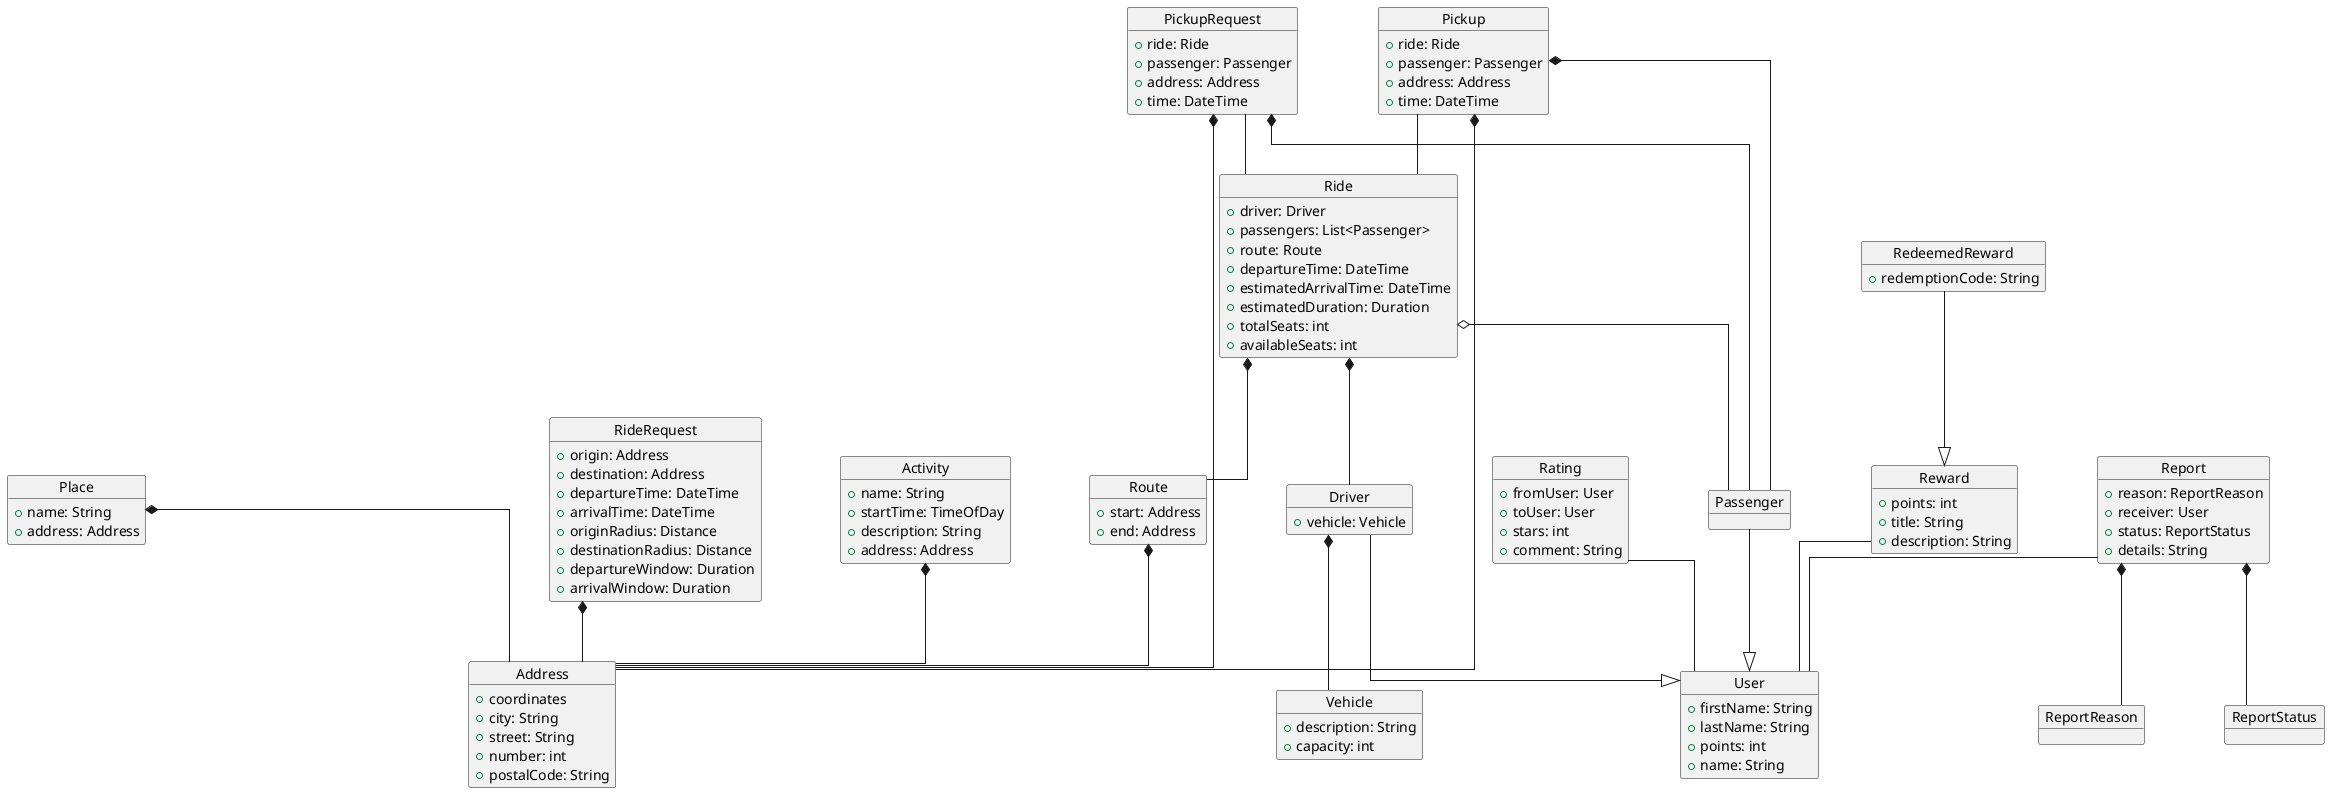 PickupRequest
ride: Ride
passenger: Passenger
address: Address
time: DateTime
Pickup
ride: Ride
passenger: Passenger
address: Address
time: DateTime
Ride
driver: Driver
passengers: List<Passenger>
route: Route
departureTime: DateTime
estimatedArrivalTime: DateTime
estimatedDuration: Duration
totalSeats: int
availableSeats: int
RedeemedReward
redemptionCode: String
Place
name: String
address: Address
RideRequest
origin: Address
destination: Address
departureTime: DateTime
arrivalTime: DateTime
originRadius: Distance
destinationRadius: Distance
departureWindow: Duration
arrivalWindow: Duration
Activity
name: String
startTime: TimeOfDay
description: String
address: Address
Route
start: Address
end: Address
Driver
vehicle: Vehicle
Rating
fromUser: User
toUser: User
stars: int
comment: String
Passenger
Reward
points: int
title: String
description: String
Report
reason: ReportReason
receiver: User
status: ReportStatus
details: String
Address
coordinates
city: String
street: String
number: int
postalCode: String
Vehicle
description: String
capacity: int
User
firstName: String
lastName: String
points: int
name: String
ReportReason
ReportStatus